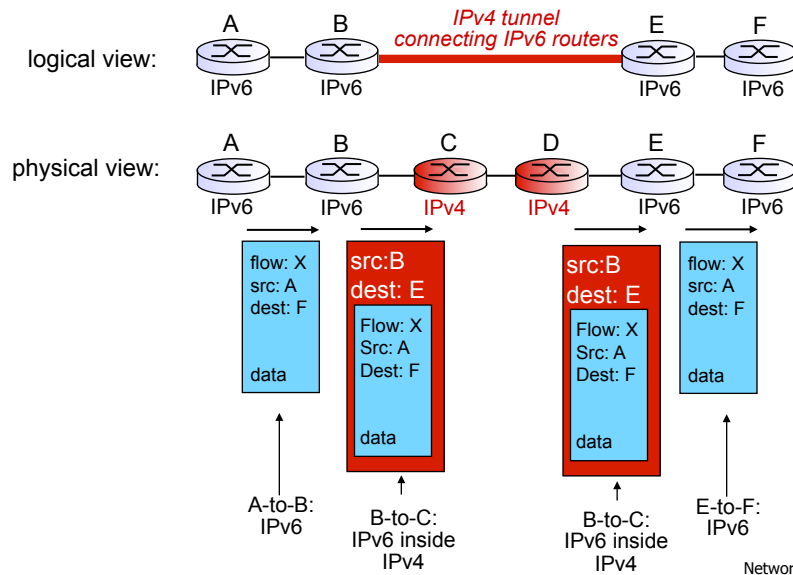 IPv4 tunnel
connecting IPv6 routers
A B E F
logical view:
IPv6 IPv6 IPv6 IPv6
A B C D E F
physical view:
IPv6 IPv6 IPv4 IPv4 IPv6 IPv6
flow: X
src: A
dest: F
data
src:B
dest: E
Flow: X
Src: A
Dest: F
data
src:B
dest: E
Flow: X
Src: A
Dest: F
data
flow: X
src: A
dest: F
data
A-to-B:
IPv6
B-to-C:
IPv6 inside
IPv4
B-to-C:
IPv6 inside
IPv4
E-to-F:
IPv6
Networ